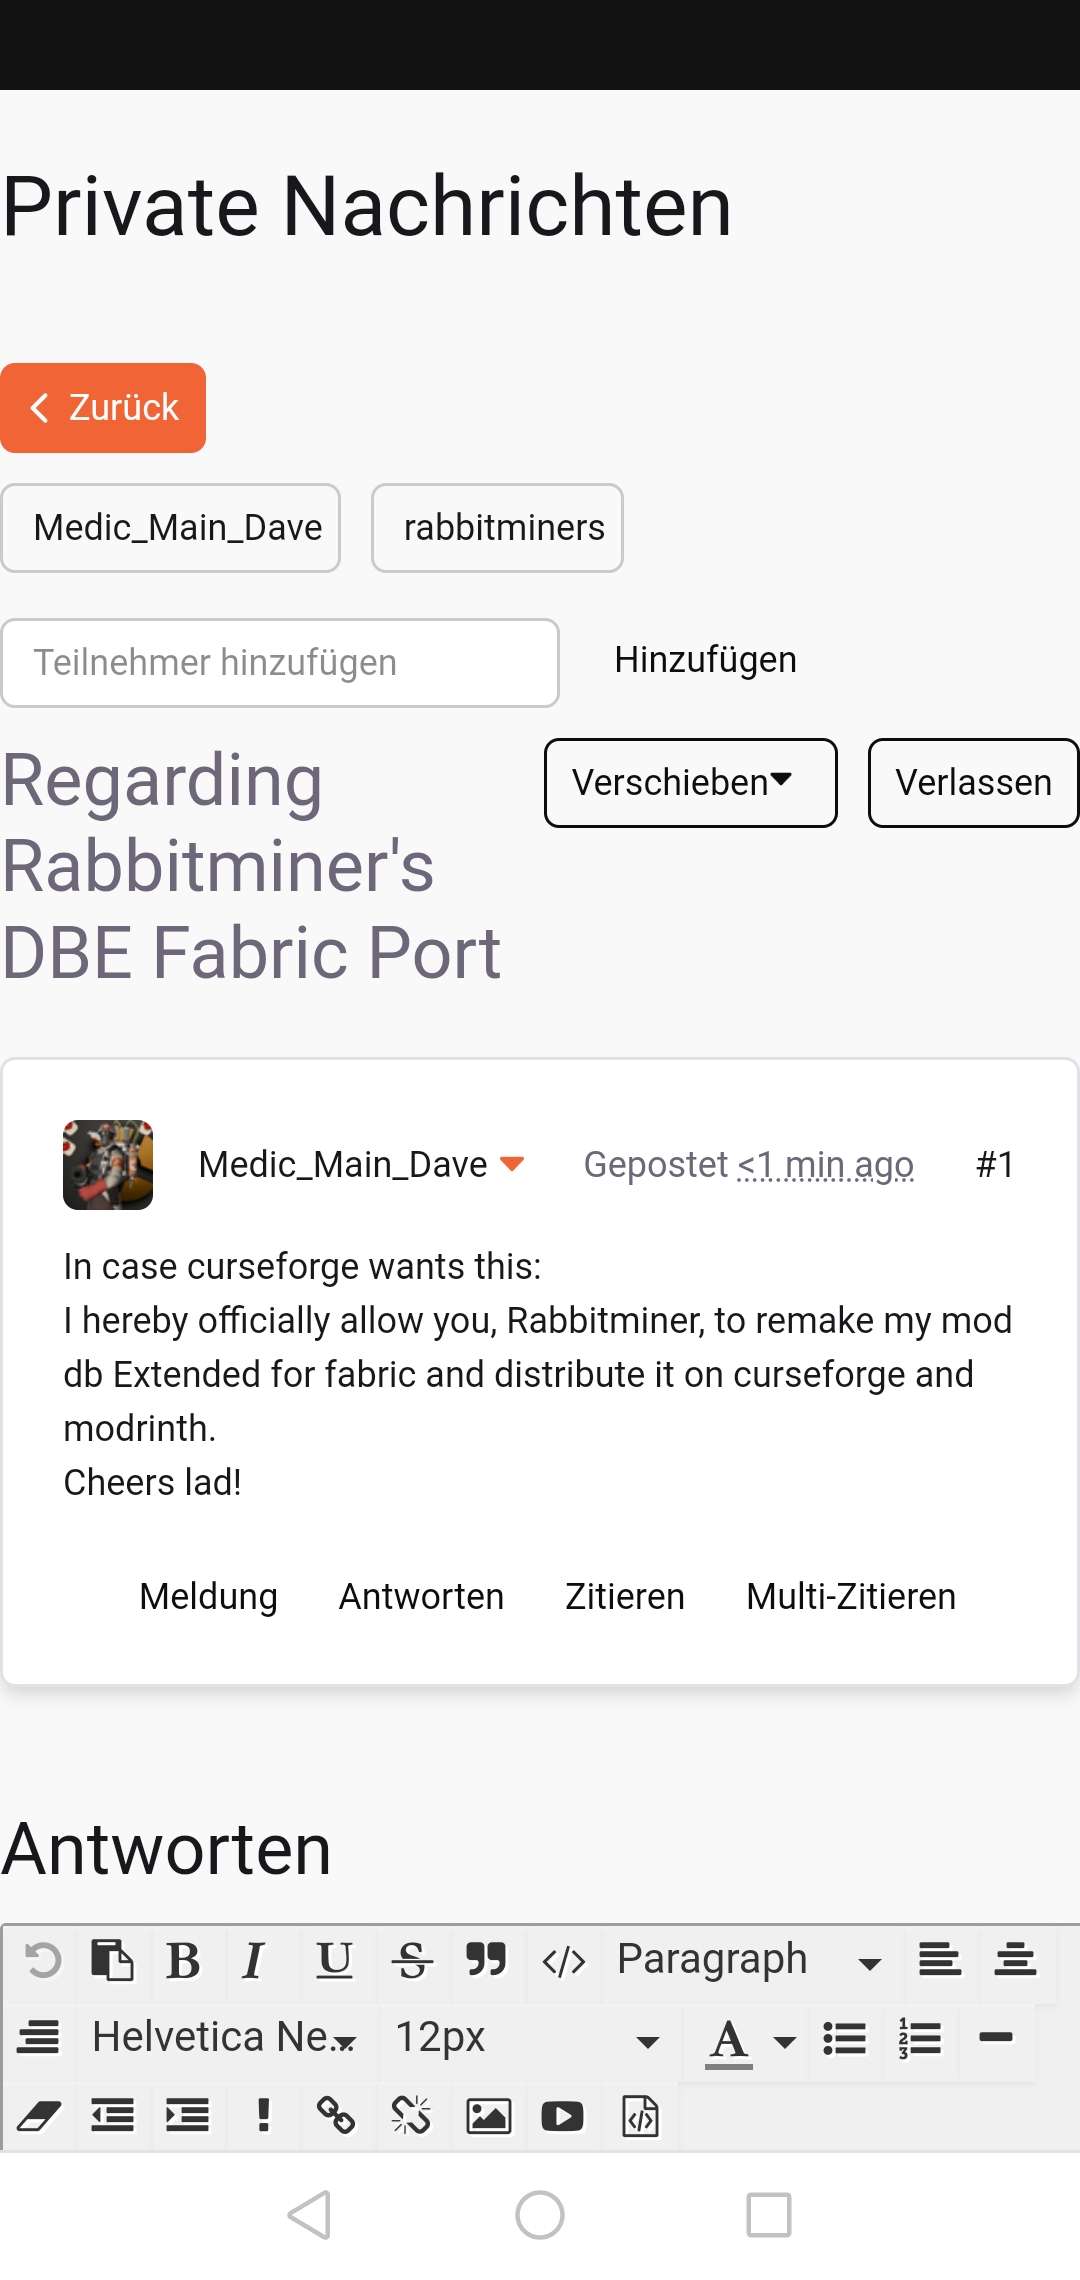 Private Nachrichten
Zurück
Medic_Main_Dave rabbitminers
Teilnehmer hinzufügen Hinzufügen
Regarding
Rabbitminer's
DBE Fabric Port
Verschieben Verlassen
Medic_Main_Dave Gepostet <1 min ago #1
In case curseforge wants this:
I hereby officially allow you, Rabbitminer, to remake my mod
db Extended for fabric and distribute it on curseforge and
modrinth.
Cheers lad!
Meldung Antworten Zitieren Multi-Zitieren
Antworten
B I U S </> Paragraph
Helvetica Ne... 12px A